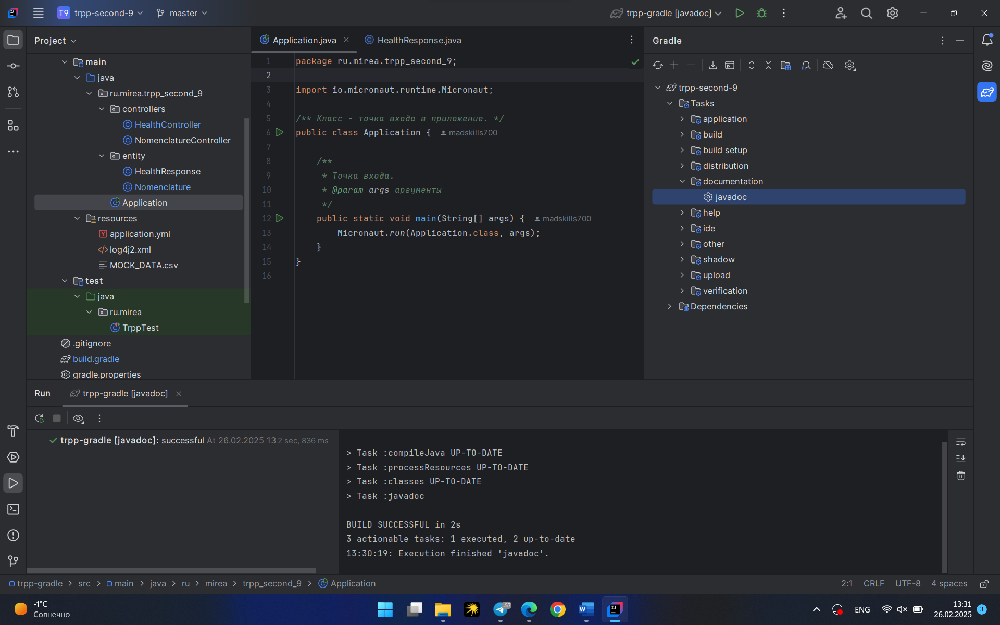 T9 trpp-second-9 master trpp-gradle [javadoc]
Project
main
java
ru.mirea.trpp_second_9
controllers
HealthController
NomenclatureController
entity
HealthResponse
Nomenclature
Application
resources
application.yml
log4j2.xml
MOCK_DATA.csv
test
java
ru.mirea
TrppTest
.gitignore
build.gradle
gradle.properties
Application.java HealthResponse.java
1 package ru.mirea.trpp_second_9;
2
3 import io.micronaut.runtime.Micronaut;
4
5 /** Класс - точка входа в приложение. */
6 public class Application { madskills700
7
8 /**
9 * Точка входа.
10 * @param args аргументы
11 */
12 public static void main(String[] args) { madskills700
13 Micronaut.run(Application.class, args);
14 }
15 }
16
Gradle
trpp-second-9
Tasks
application
build
build setup
distribution
documentation
javadoc
help
ide
other
shadow
upload
verification
Dependencies
Run trpp-gradle [javadoc]
trpp-gradle [javadoc]: successful At 26.02.2025 13 2 sec, 836 ms
> Task :compileJava UP-TO-DATE
> Task :processResources UP-TO-DATE
> Task :classes UP-TO-DATE
> Task :javadoc
BUILD SUCCESSFUL in 2s
3 actionable tasks: 1 executed, 2 up-to-date
13:30:19: Execution finished 'javadoc'.
trpp-gradle > src > main > java > ru > mirea > trpp_second_9 > Application
2:1 CRLF UTF-8 4 spaces
-1°C
Солнечно
.57
ENG
13:31
26.02.2025
3